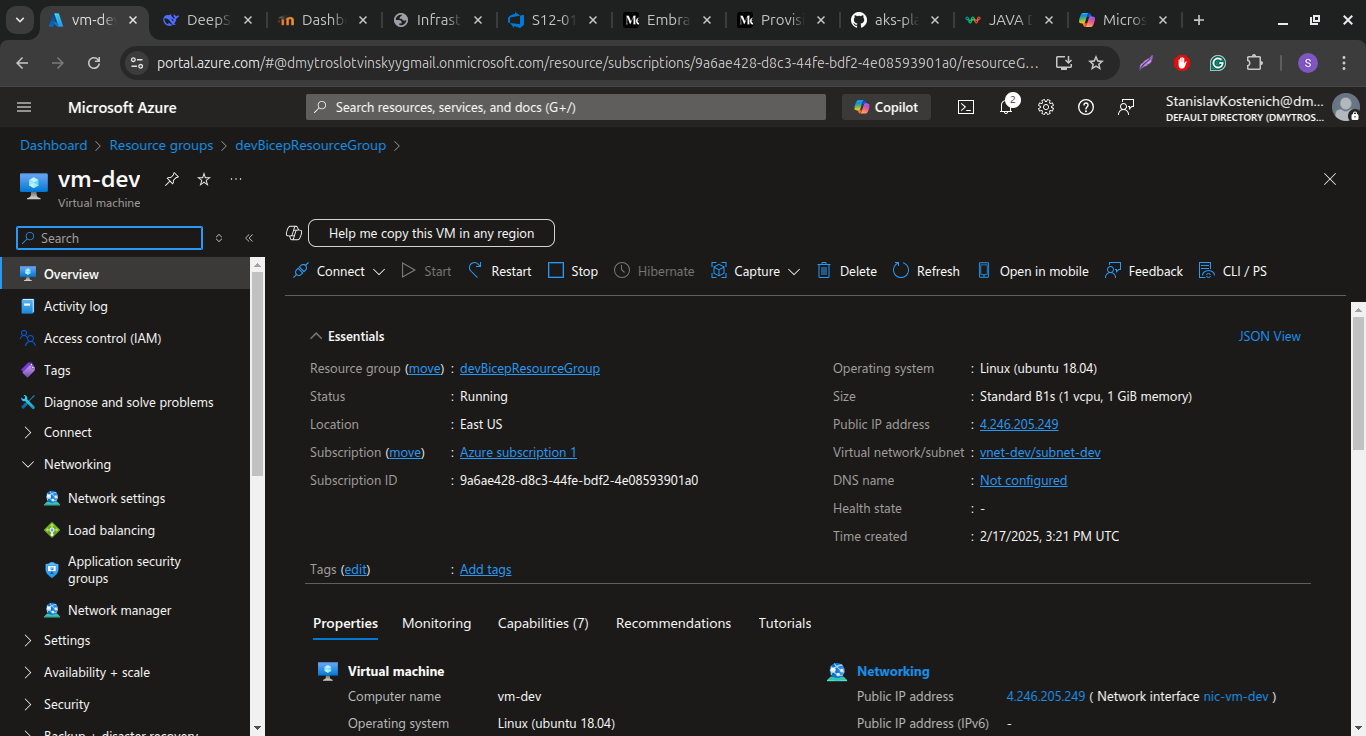 vm-de
DeepS
Dashb
Infrast
S12-01
Embra
Provisi
aks-pla
JAVA D
Micros
portal.azure.com/#@dmytroslotvinskyygmail.onmicrosoft.com/resource/subscriptions/9a6ae428-d8c3-44fe-bdf2-4e08593901a0/resourceG...
S
Microsoft Azure
Search resources, services, and docs (G+/)
Copilot
2
StanislavKostenich@dm...
DEFAULT DIRECTORY (DMYTROS...
Dashboard > Resource groups > devBicepResourceGroup >
vm-dev
Virtual machine
Search
Help me copy this VM in any region
Connect Start Restart Stop Hibernate Capture Delete Refresh Open in mobile Feedback CLI / PS
Overview
Activity log
Access control (IAM)
Tags
Diagnose and solve problems
Connect
Networking
Network settings
Load balancing
Application security
groups
Network manager
Settings
Availability + scale
Security
Backup + disaster recovery
Essentials
JSON View
Resource group (move) : devBicepResourceGroup
Status : Running
Location : East US
Subscription (move) : Azure subscription 1
Subscription ID : 9a6ae428-d8c3-44fe-bdf2-4e08593901a0
Operating system : Linux (ubuntu 18.04)
Size : Standard B1s (1 vcpu, 1 GiB memory)
Public IP address : 4.246.205.249
Virtual network/subnet : vnet-dev/subnet-dev
DNS name : Not configured
Health state : -
Time created : 2/17/2025, 3:21 PM UTC
Tags (edit) : Add tags
Properties Monitoring Capabilities (7) Recommendations Tutorials
Virtual machine
Computer name vm-dev
Operating system Linux (ubuntu 18.04)
Networking
Public IP address 4.246.205.249 ( Network interface nic-vm-dev )
Public IP address (IPv6) -